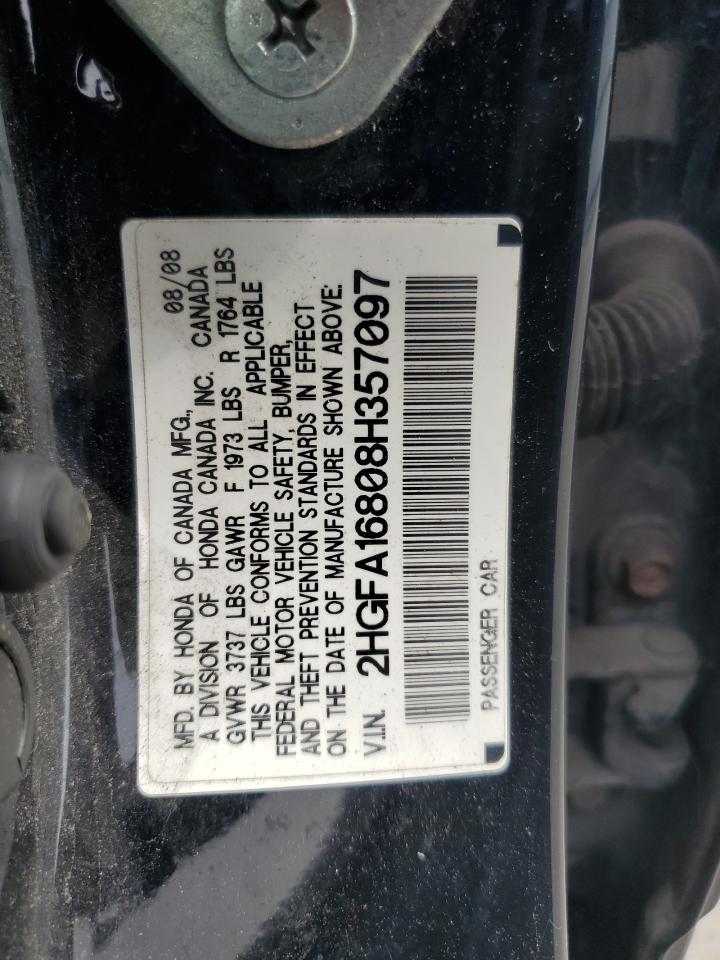 MFD. BY HONDA OF CANADA MFG., 08/08
A DIVISION OF HONDA CANADA INC. CANADA
GVWR 3737 LBS GAWR F 1973 LBS R 1764 LBS
THIS VEHICLE CONFORMS TO ALL APPLICABLE
FEDERAL MOTOR VEHICLE SAFETY, BUMPER,
AND THEFT PREVENTION STANDARDS IN EFFECT
ON THE DATE OF MANUFACTURE SHOWN ABOVE:
V.I.N. 2HGFA16808H357097
PASSENGER CAR